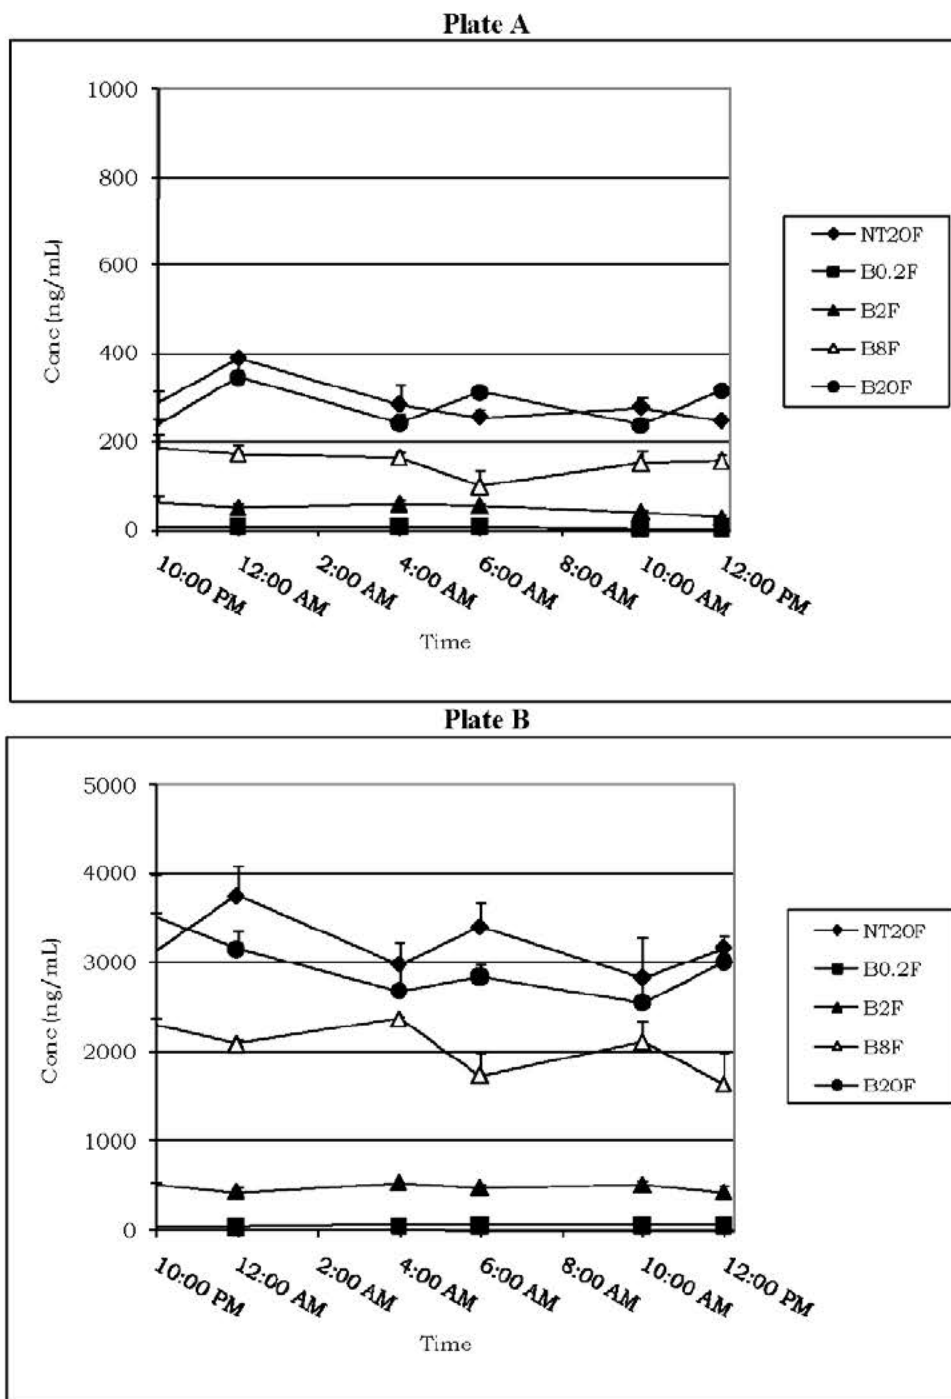 Plate A
1000
800
600
400
200
0
Conc (ng/mL)
10:00 PM
12:00 AM
2:00 AM
4:00 AM
6:00 AM
8:00 AM
10:00 AM
12:00 PM
Time
NT20F
B0.2F
B2F
B8F
B20F
Plate B
5000
4000
3000
2000
1000
0
Conc (ng/mL)
10:00 PM
12:00 AM
2:00 AM
4:00 AM
6:00 AM
8:00 AM
10:00 AM
12:00 PM
Time
NT20F
B0.2F
B2F
B8F
B20F